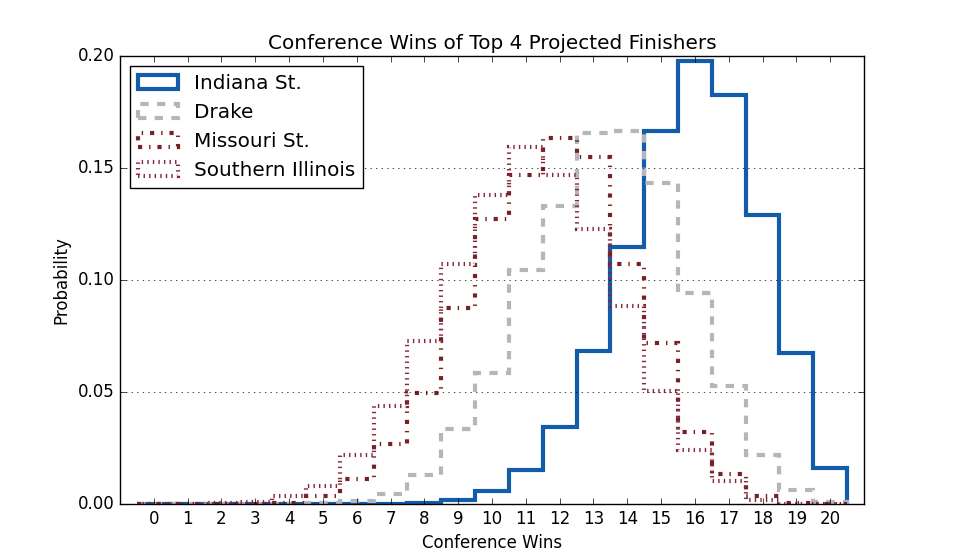 Conference Wins of Top 4 Projected Finishers
0.20
Indiana St.
Drake
Missouri St.
Southern Illinois
0.15
0.10
0.05
0.00
Probability
0 1 2 3 4 5 6 7 8 9 10 11 12 13 14 15 16 17 18 19 20
Conference Wins